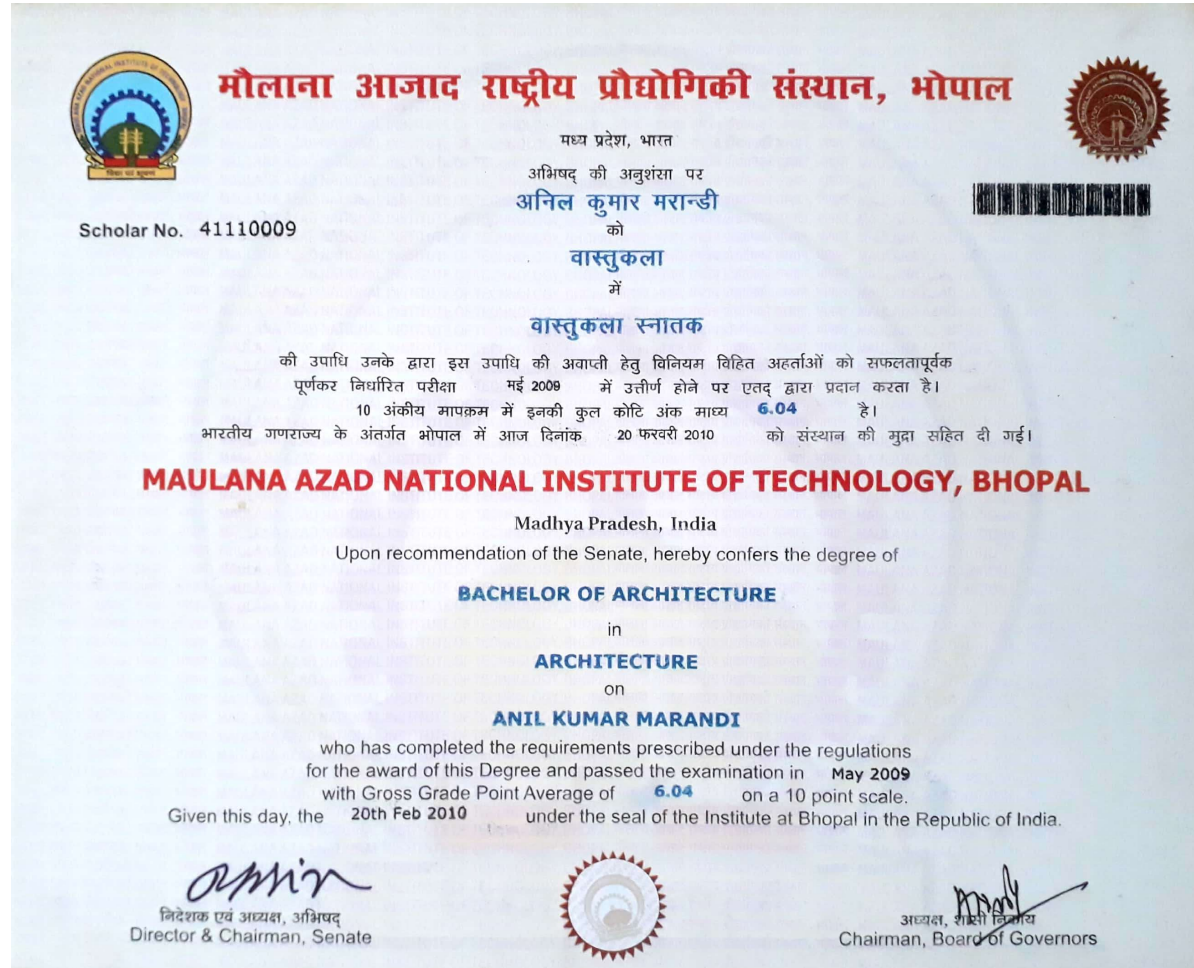 मौलाना आजाद राष्ट्रीय प्रौद्योगिकी संस्थान, भोपाल
मध्य प्रदेश, भारत
अभिषद् की अनुशंसा पर
अनिल कुमार मरान्डी
Scholar No. 41110009
को
वास्तुकला
में
वास्तुकला स्नातक
की उपाधि उनके द्वारा इस उपाधि की अवाप्ती हेतु विनियम विहित अहर्ताओं को सफलतापूर्वक
पूर्णकर निर्धारित परीक्षा मई 2009 में उत्तीर्ण होने पर एतद् द्वारा प्रदान करता है।
10 अंकीय मापक्रम में इनकी कुल कोटि अंक माध्य 6.04 है।
भारतीय गणराज्य के अंतर्गत भोपाल में आज दिनांक 20 फरवरी 2010 को संस्थान की मुद्रा सहित दी गई।
MAULANA AZAD NATIONAL INSTITUTE OF TECHNOLOGY, BHOPAL
Madhya Pradesh, India
Upon recommendation of the Senate, hereby confers the degree of
BACHELOR OF ARCHITECTURE
in
ARCHITECTURE
on
ANIL KUMAR MARANDI
who has completed the requirements prescribed under the regulations
for the award of this Degree and passed the examination in May 2009
with Gross Grade Point Average of 6.04 on a 10 point scale.
Given this day, the 20th Feb 2010 under the seal of the Institute at Bhopal in the Republic of India.
निदेशक एवं अध्यक्ष, अभिषद्
Director & Chairman, Senate
अध्यक्ष, शासी निकाय
Chairman, Board of Governors